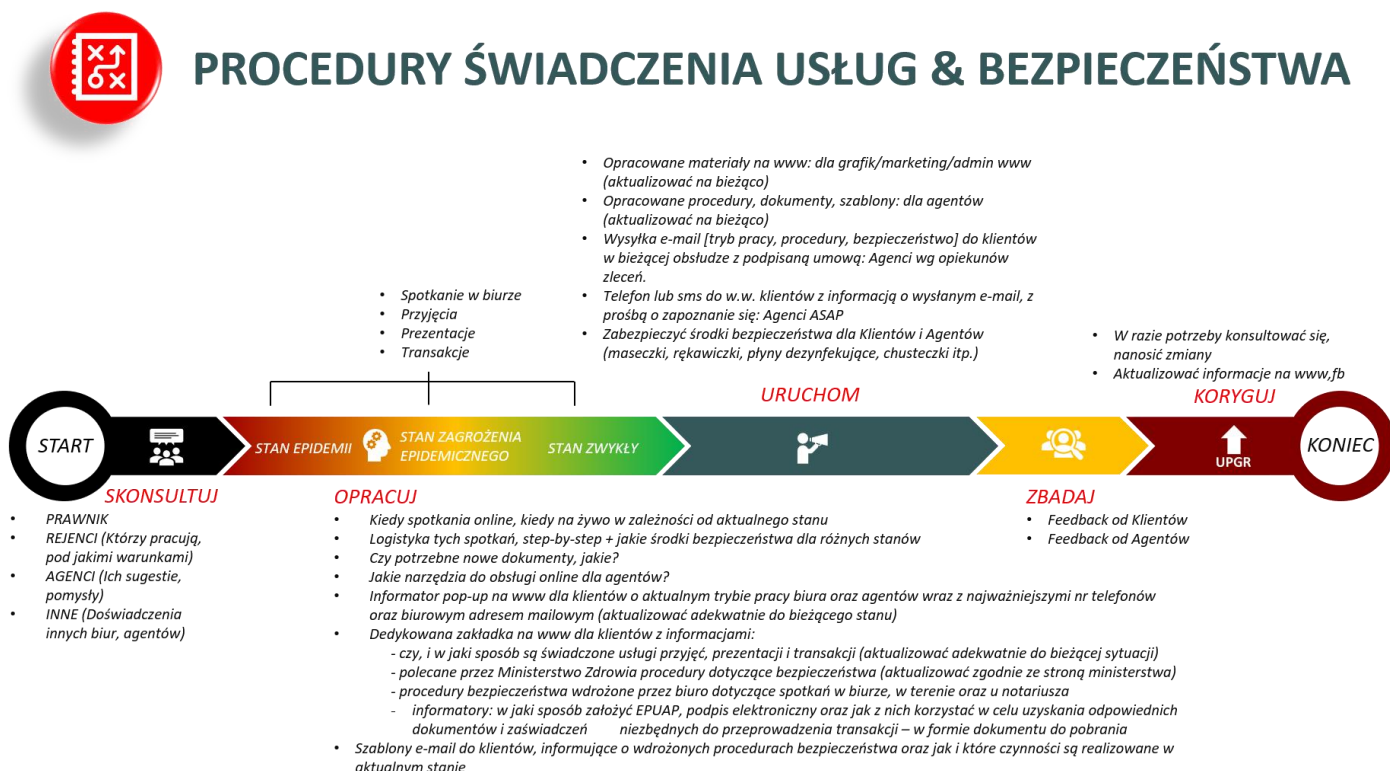 PROCEDURY ŚWIADCZENIA USŁUG & BEZPIECZEŃSTWA
• Opracowane materiały na www: dla grafik/marketing/admin www
(aktualizować na bieżąco)
• Opracowane procedury, dokumenty, szablony: dla agentów
(aktualizować na bieżąco)
• Wysyłka e-mail [tryb pracy, procedury, bezpieczeństwo] do klientów
w bieżącej obsłudze z podpisaną umową: Agenci wg opiekunów
zleceń.
• Telefon lub sms do w.w. klientów z informacją o wysłanym e-mail, z
prośbą o zapoznanie się: Agenci ASAP
• Zabezpieczyć środki bezpieczeństwa dla Klientów i Agentów
(maseczki, rękawiczki, płyny dezynfekujące, chusteczki itp.)
• Spotkanie w biurze
• Przyjęcia
• Prezentacje
• Transakcje
• W razie potrzeby konsultować się,
nanosić zmiany
• Aktualizować informacje na www,fb
URUCHOM
KORYGUJ
START
STAN EPIDEMII
STAN ZAGROŻENIA
EPIDEMICZNEGO
STAN ZWYKŁY
UPGR
KONIEC
SKONSULTUJ
• PRAWNIK
• REJENCI (Którzy pracują,
pod jakimi warunkami)
• AGENCI (Ich sugestie,
pomysły)
• INNE (Doświadczenia
innych biur, agentów)
OPRACUJ
• Kiedy spotkania online, kiedy na żywo w zależności od aktualnego stanu
• Logistyka tych spotkań, step-by-step + jakie środki bezpieczeństwa dla różnych stanów
• Czy potrzebne nowe dokumenty, jakie?
• Jakie narzędzia do obsługi online dla agentów?
• Informator pop-up na www dla klientów o aktualnym trybie pracy biura oraz agentów wraz z najważniejszymi nr telefonów
oraz biurowym adresem mailowym (aktualizować adekwatnie do bieżącego stanu)
• Dedykowana zakładka na www dla klientów z informacjami:
- czy, i w jaki sposób są świadczone usługi przyjęć, prezentacji i transakcji (aktualizować adekwatnie do bieżącej sytuacji)
- polecane przez Ministerstwo Zdrowia procedury dotyczące bezpieczeństwa (aktualizować zgodnie ze stroną ministerstwa)
- procedury bezpieczeństwa wdrożone przez biuro dotyczące spotkań w biurze, w terenie oraz u notariusza
- informatory: w jaki sposób założyć EPUAP, podpis elektroniczny oraz jak z nich korzystać w celu uzyskania odpowiednich
dokumentów i zaświadczeń niezbędnych do przeprowadzenia transakcji – w formie dokumentu do pobrania
• Szablony e-mail do klientów, informujące o wdrożonych procedurach bezpieczeństwa oraz jak i które czynności są realizowane w
aktualnym stanie
ZBADAJ
• Feedback od Klientów
• Feedback od Agentów